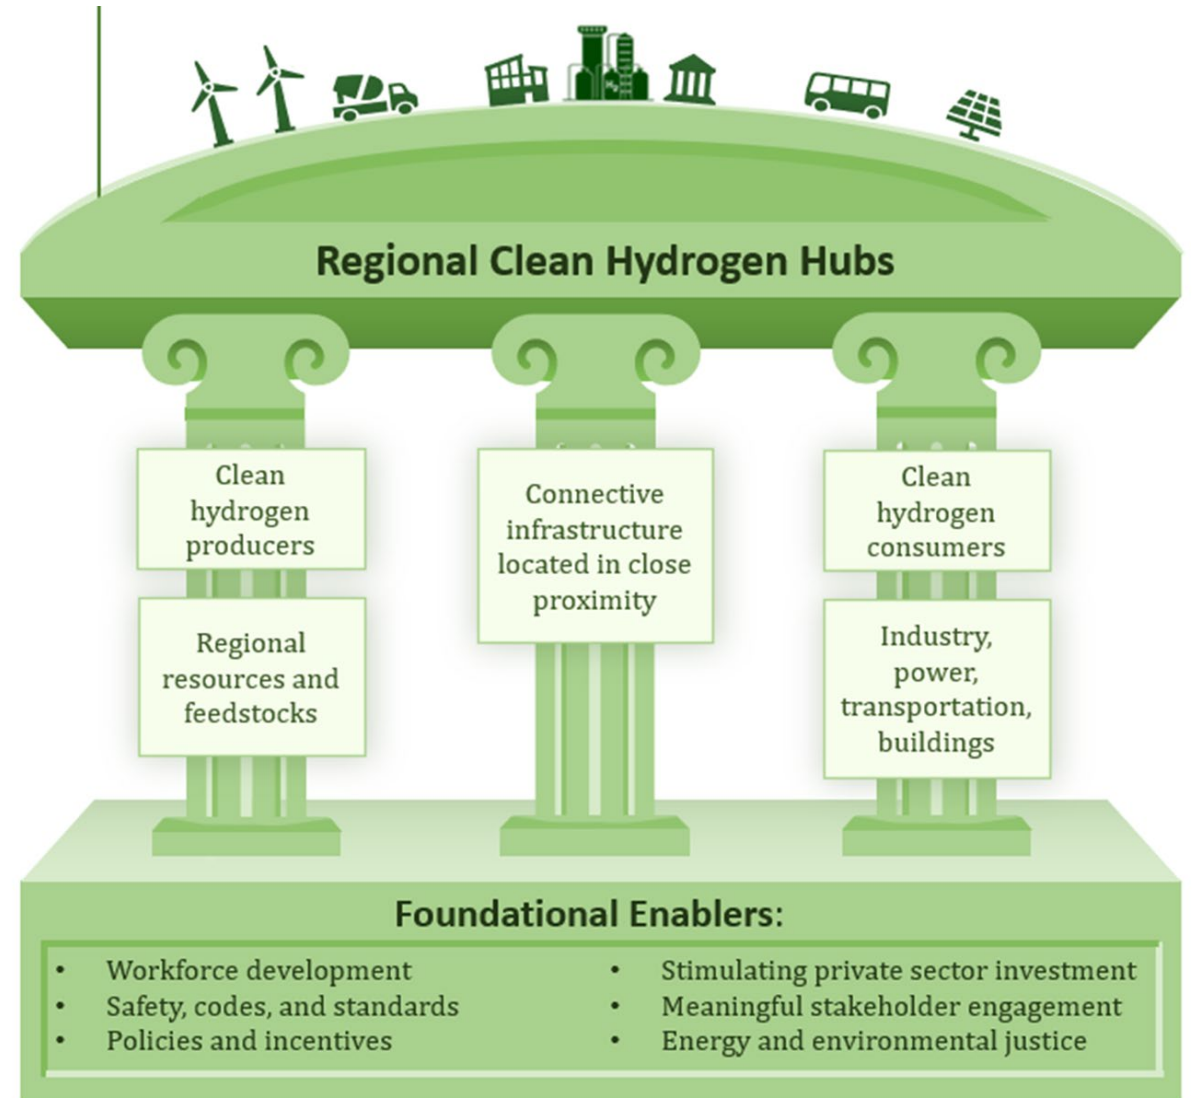 H₂
Regional Clean Hydrogen Hubs
Clean
hydrogen
producers
Regional
resources and
feedstocks
Connective
infrastructure
located in close
proximity
Clean
hydrogen
consumers
Industry,
power,
transportation,
buildings
Foundational Enablers:
• Workforce development
• Safety, codes, and standards
• Policies and incentives
• Stimulating private sector investment
• Meaningful stakeholder engagement
• Energy and environmental justice